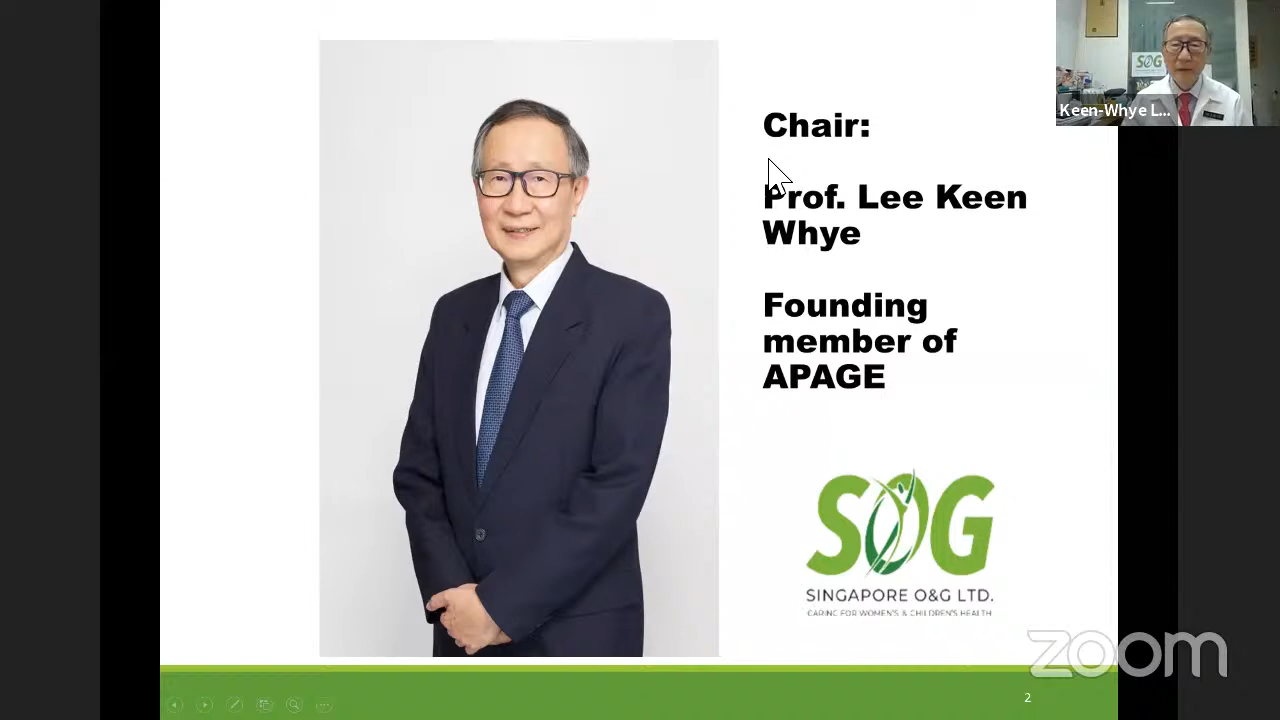 Chair:
Prof. Lee Keen
Whye
Founding
member of
APAGE
SOG
SINGAPORE O&G LTD.
CARING FOR WOMEN'S & CHILDREN'S HEALTH
zoom
2
SOG
Keen-Whye L...